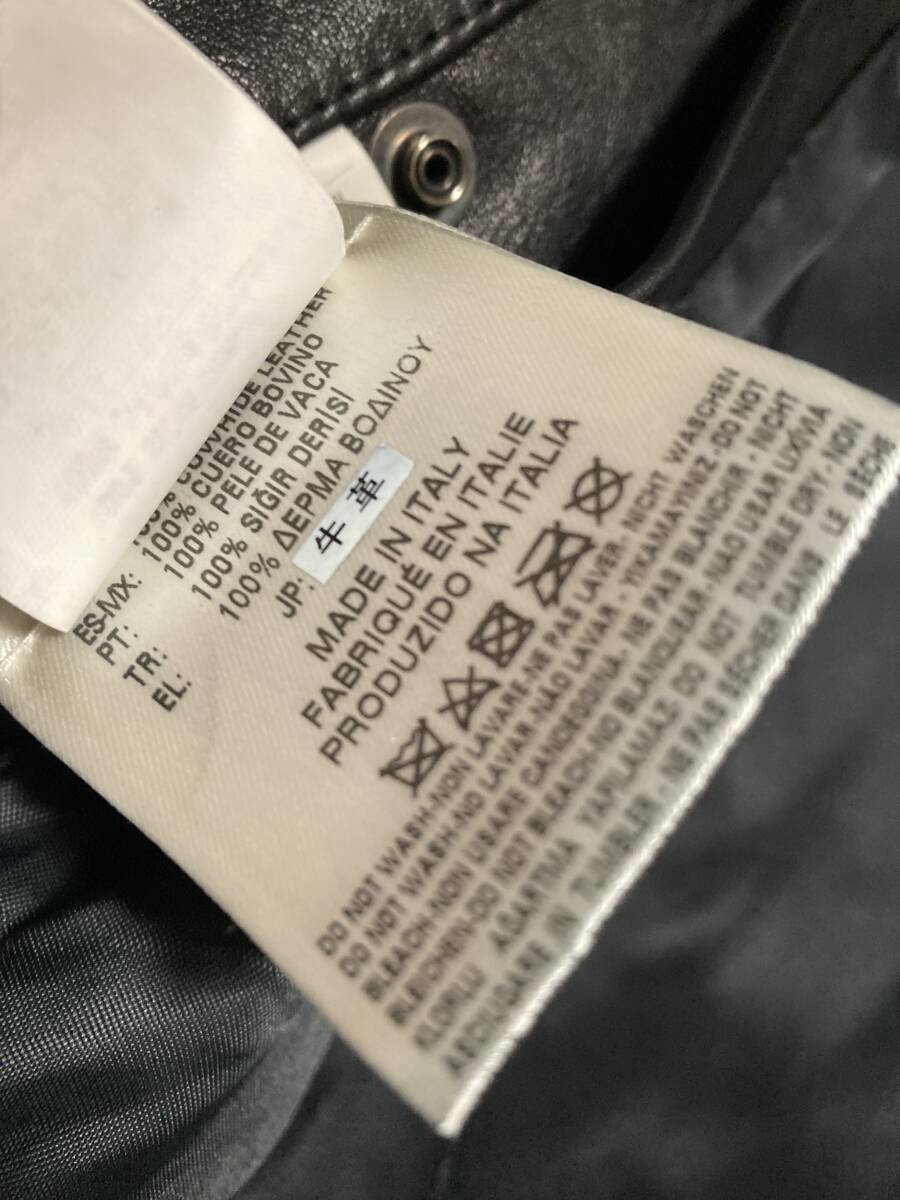 100% COWHIDE LEATHER
ES-MX: 100% CUERO BOVINO
PT: 100% PELE DE VACA
TR: 100% SIĞIR DERİSİ
EL: 100% ΔΕΡΜΑ ΒΟΔΙΝΟΥ
JP: 牛革
MADE IN ITALY
FABRIQUÉ EN ITALIE
PRODUZIDO NA ITALIA
DO NOT WASH-NON LAVARE-NE PAS LAVER- NICHT WASCHEN
DO NOT WASH-NO LAVAR-NÃO LAVAR - YIKAMAYINIZ -DO NOT
BLEACH-NON USARE CANDEGGINA- NE PAS BLANCHIR - NICHT
BLEICHEN-DO NOT BLEACH-NO BLANQUEAR-NÃO USAR LIXÍVIA
KLORLU AGARTMA YAPILAMAZ DO NOT TUMBLE DRY - NON
ASCIUGARE IN TUMBLER - NE PAS SÉCHER DANS LE SÈCHE